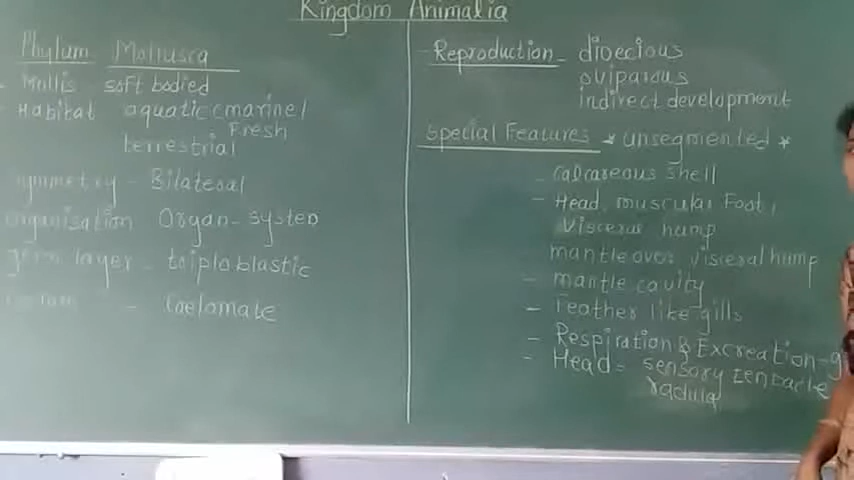 Kingdom Animalia
Phylum Mollusca
- Mollis soft bodied
Habitat aquatic (marine /
Fresh
terrestrial
symmetry - Bilateral
organisation Organ-system
germ layer - triploblastic
- Coelomate
- Reproduction - dioecious
oviparous
indirect development
special Features * unsegmented *
- calcareous shell
- Head, muscular Foot,
Visceral hump
mantle over visceral hump
- mantle cavity
- Feather like gills
- Respiration & Excreation - g
- Head = sensory tentacle
radula